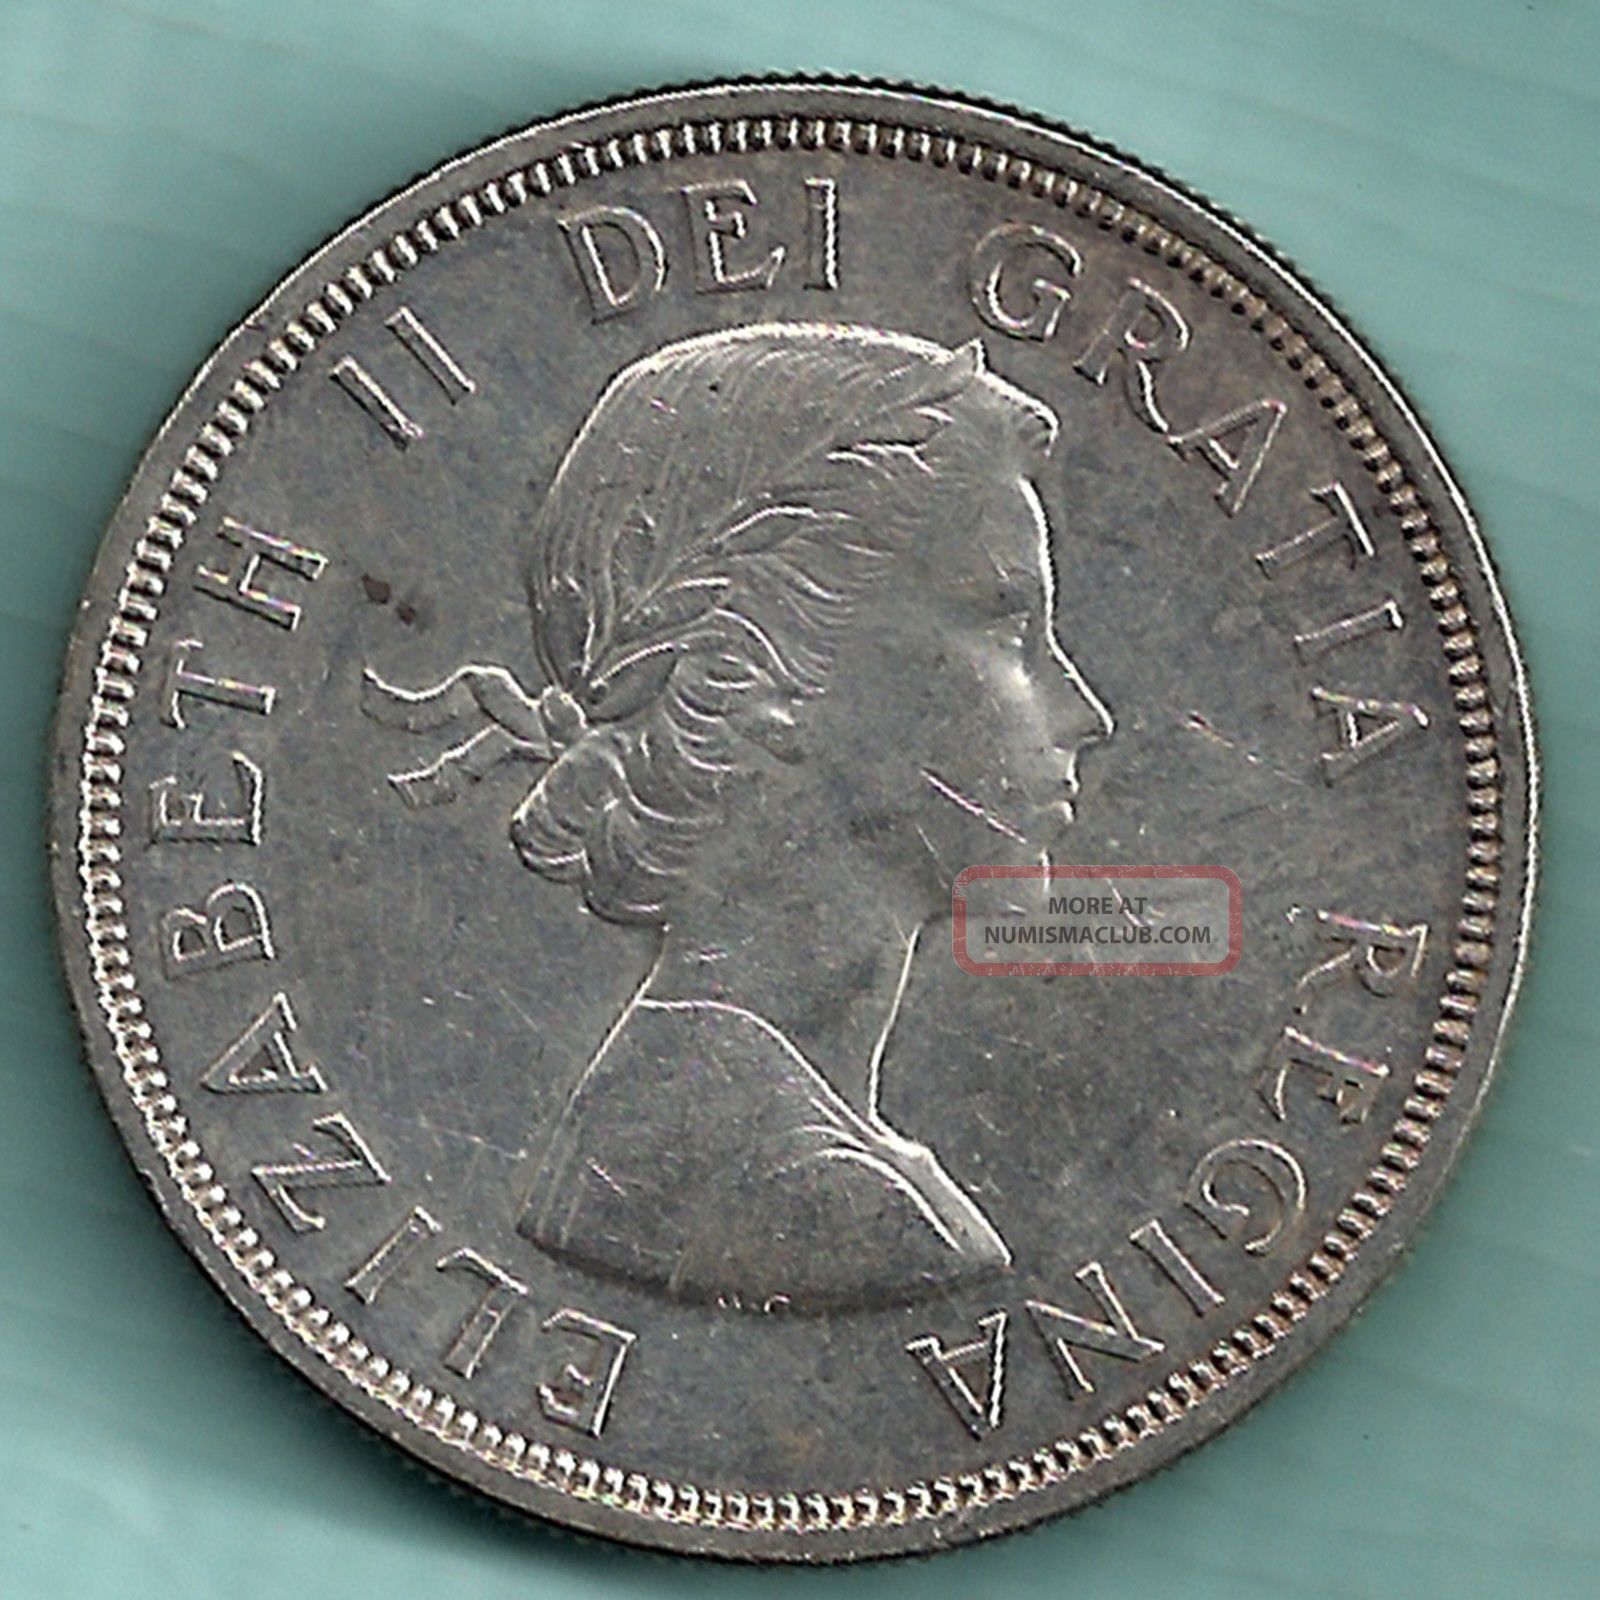 ELIZABETH II DEI GRATIA REGINA
MORE AT
NUMISMACLUB.COM